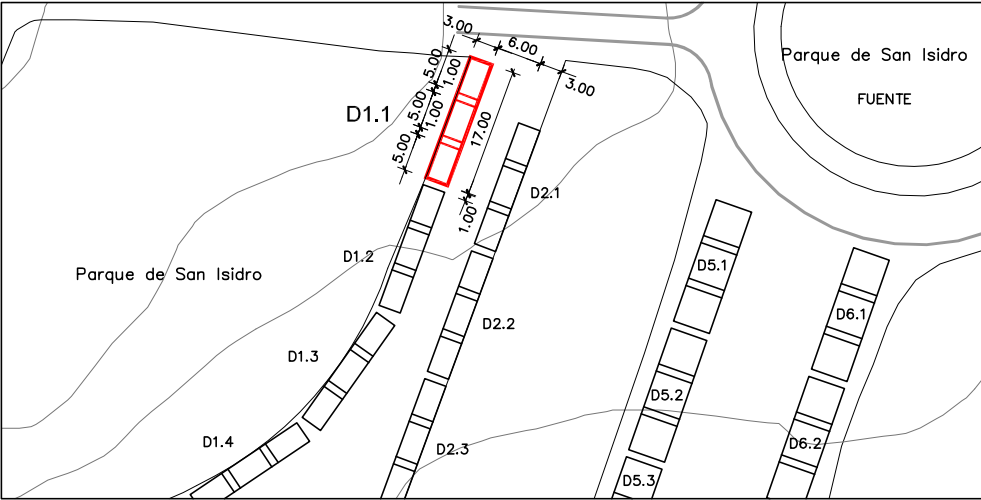 3.00
6.00
3.00
5.00
1.00
5.00
1.00
5.00
17.00
1.00
D1.1
Parque de San Isidro
FUENTE
D2.1
D1.2
Parque de San Isidro
D5.1
D6.1
D2.2
D1.3
D5.2
D1.4
D2.3
D6.2
D5.3